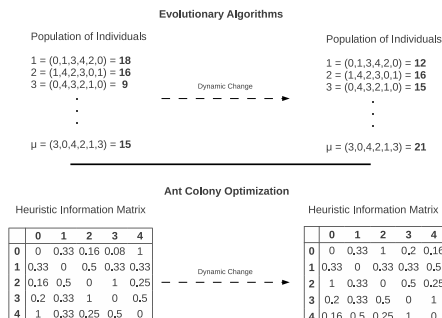 Evolutionary Algorithms
Population of Individuals
1 = (0,1,3,4,2,0) = 18
2 = (1,4,2,3,0,1) = 16
3 = (0,4,3,2,1,0) = 9
.
.
.
μ = (3,0,4,2,1,3) = 15
Dynamic Change
Population of Individuals
1 = (0,1,3,4,2,0) = 12
2 = (1,4,2,3,0,1) = 16
3 = (0,4,3,2,1,0) = 15
.
.
.
μ = (3,0,4,2,1,3) = 21
Ant Colony Optimization
Heuristic Information Matrix
0 1 2 3 4
0 0 0.33 0.16 0.08 1
1 0.33 0 0.5 0.33 0.33
2 0.16 0.5 0 1 0.25
3 0.2 0.33 1 0 0.5
4 1 0.33 0.25 0.5 0
Dynamic Change
Heuristic Information Matrix
0 1 2 3 4
0 0 0.33 1 0.2 0.16
1 0.33 0 0.33 0.33 0.5
2 1 0.33 0 0.5 0.25
3 0.2 0.33 0.5 0 1
4 0.16 0.5 0.25 1 0